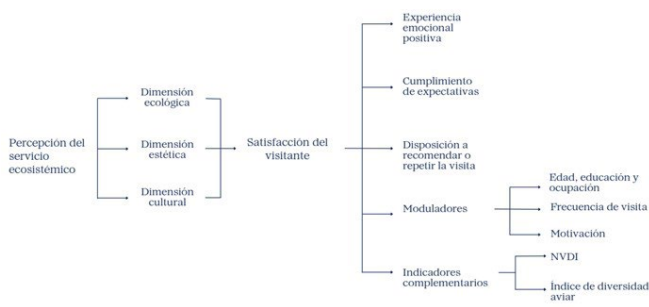 Percepción del
servicio
ecosistémico
Dimensión
ecológica
Dimensión
estética
Dimensión
cultural
Satisfacción del
visitante
Experiencia
emocional
positiva
Cumplimiento
de expectativas
Disposición a
recomendar o
repetir la visita
Moduladores
Edad, educación y
ocupación
Frecuencia de visita
Motivación
Indicadores
complementarios
NVDI
Índice de diversidad
aviar